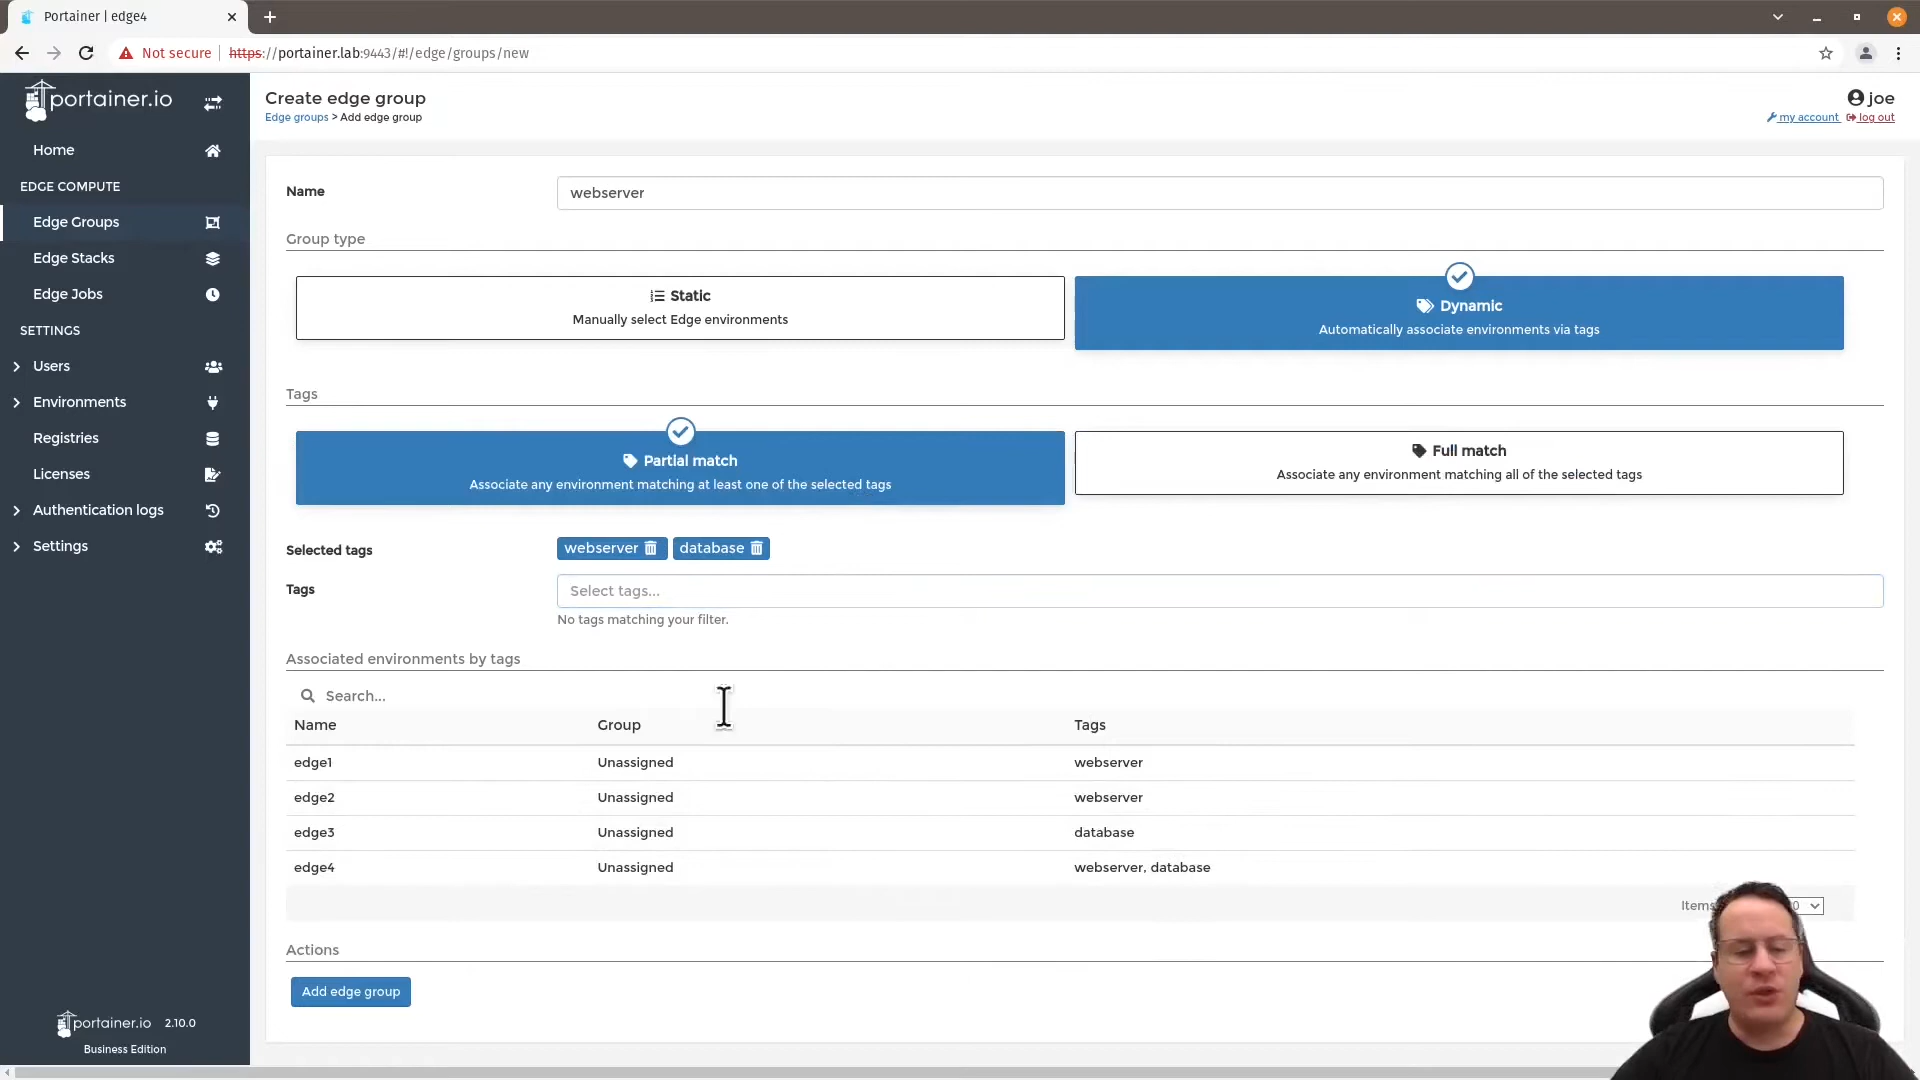 Portainer | edge4
Not secure
https://portainer.lab:9443/#!/edge/groups/new
portainer.io
Home
EDGE COMPUTE
Edge Groups
Edge Stacks
Edge Jobs
SETTINGS
Users
Environments
Registries
Licenses
Authentication logs
Settings
portainer.io 2.10.0
Business Edition
Create edge group
Edge groups > Add edge group
joe
my account log out
Name
webserver
Group type
Static
Manually select Edge environments
Dynamic
Automatically associate environments via tags
Tags
Partial match
Associate any environment matching at least one of the selected tags
Full match
Associate any environment matching all of the selected tags
Selected tags
webserver database
Tags
Select tags...
No tags matching your filter.
Associated environments by tags
Search...
Name Group Tags
edge1 Unassigned webserver
edge2 Unassigned webserver
edge3 Unassigned database
edge4 Unassigned webserver, database
Items
Actions
Add edge group